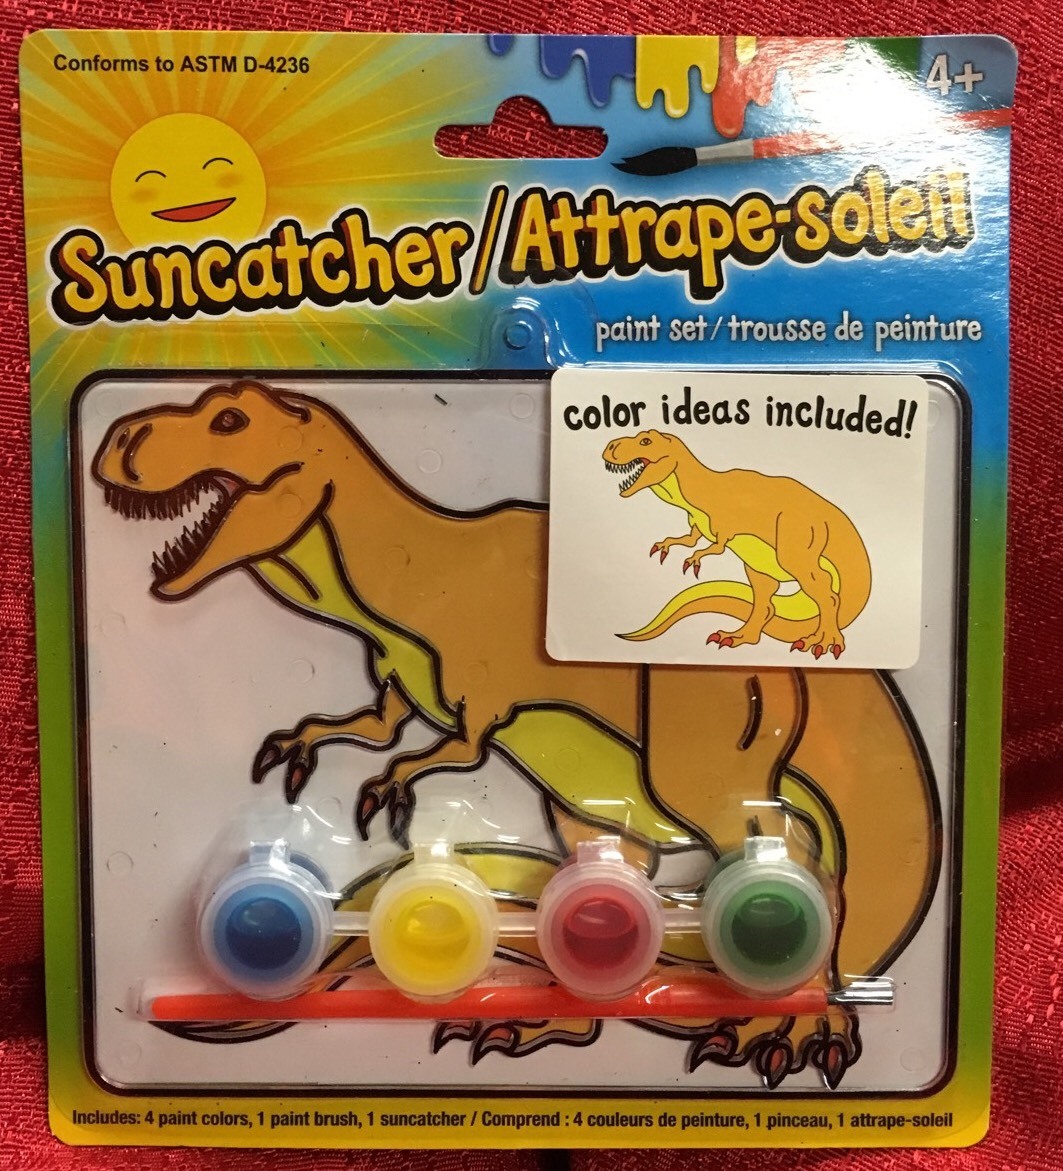 Conforms to ASTM D-4236
4+
Suncatcher/Attrape-soleil
paint set/trousse de peinture
color ideas included!
Includes: 4 paint colors, 1 paint brush, 1 suncatcher / Comprend : 4 couleurs de peinture, 1 pinceau, 1 attrape-soleil